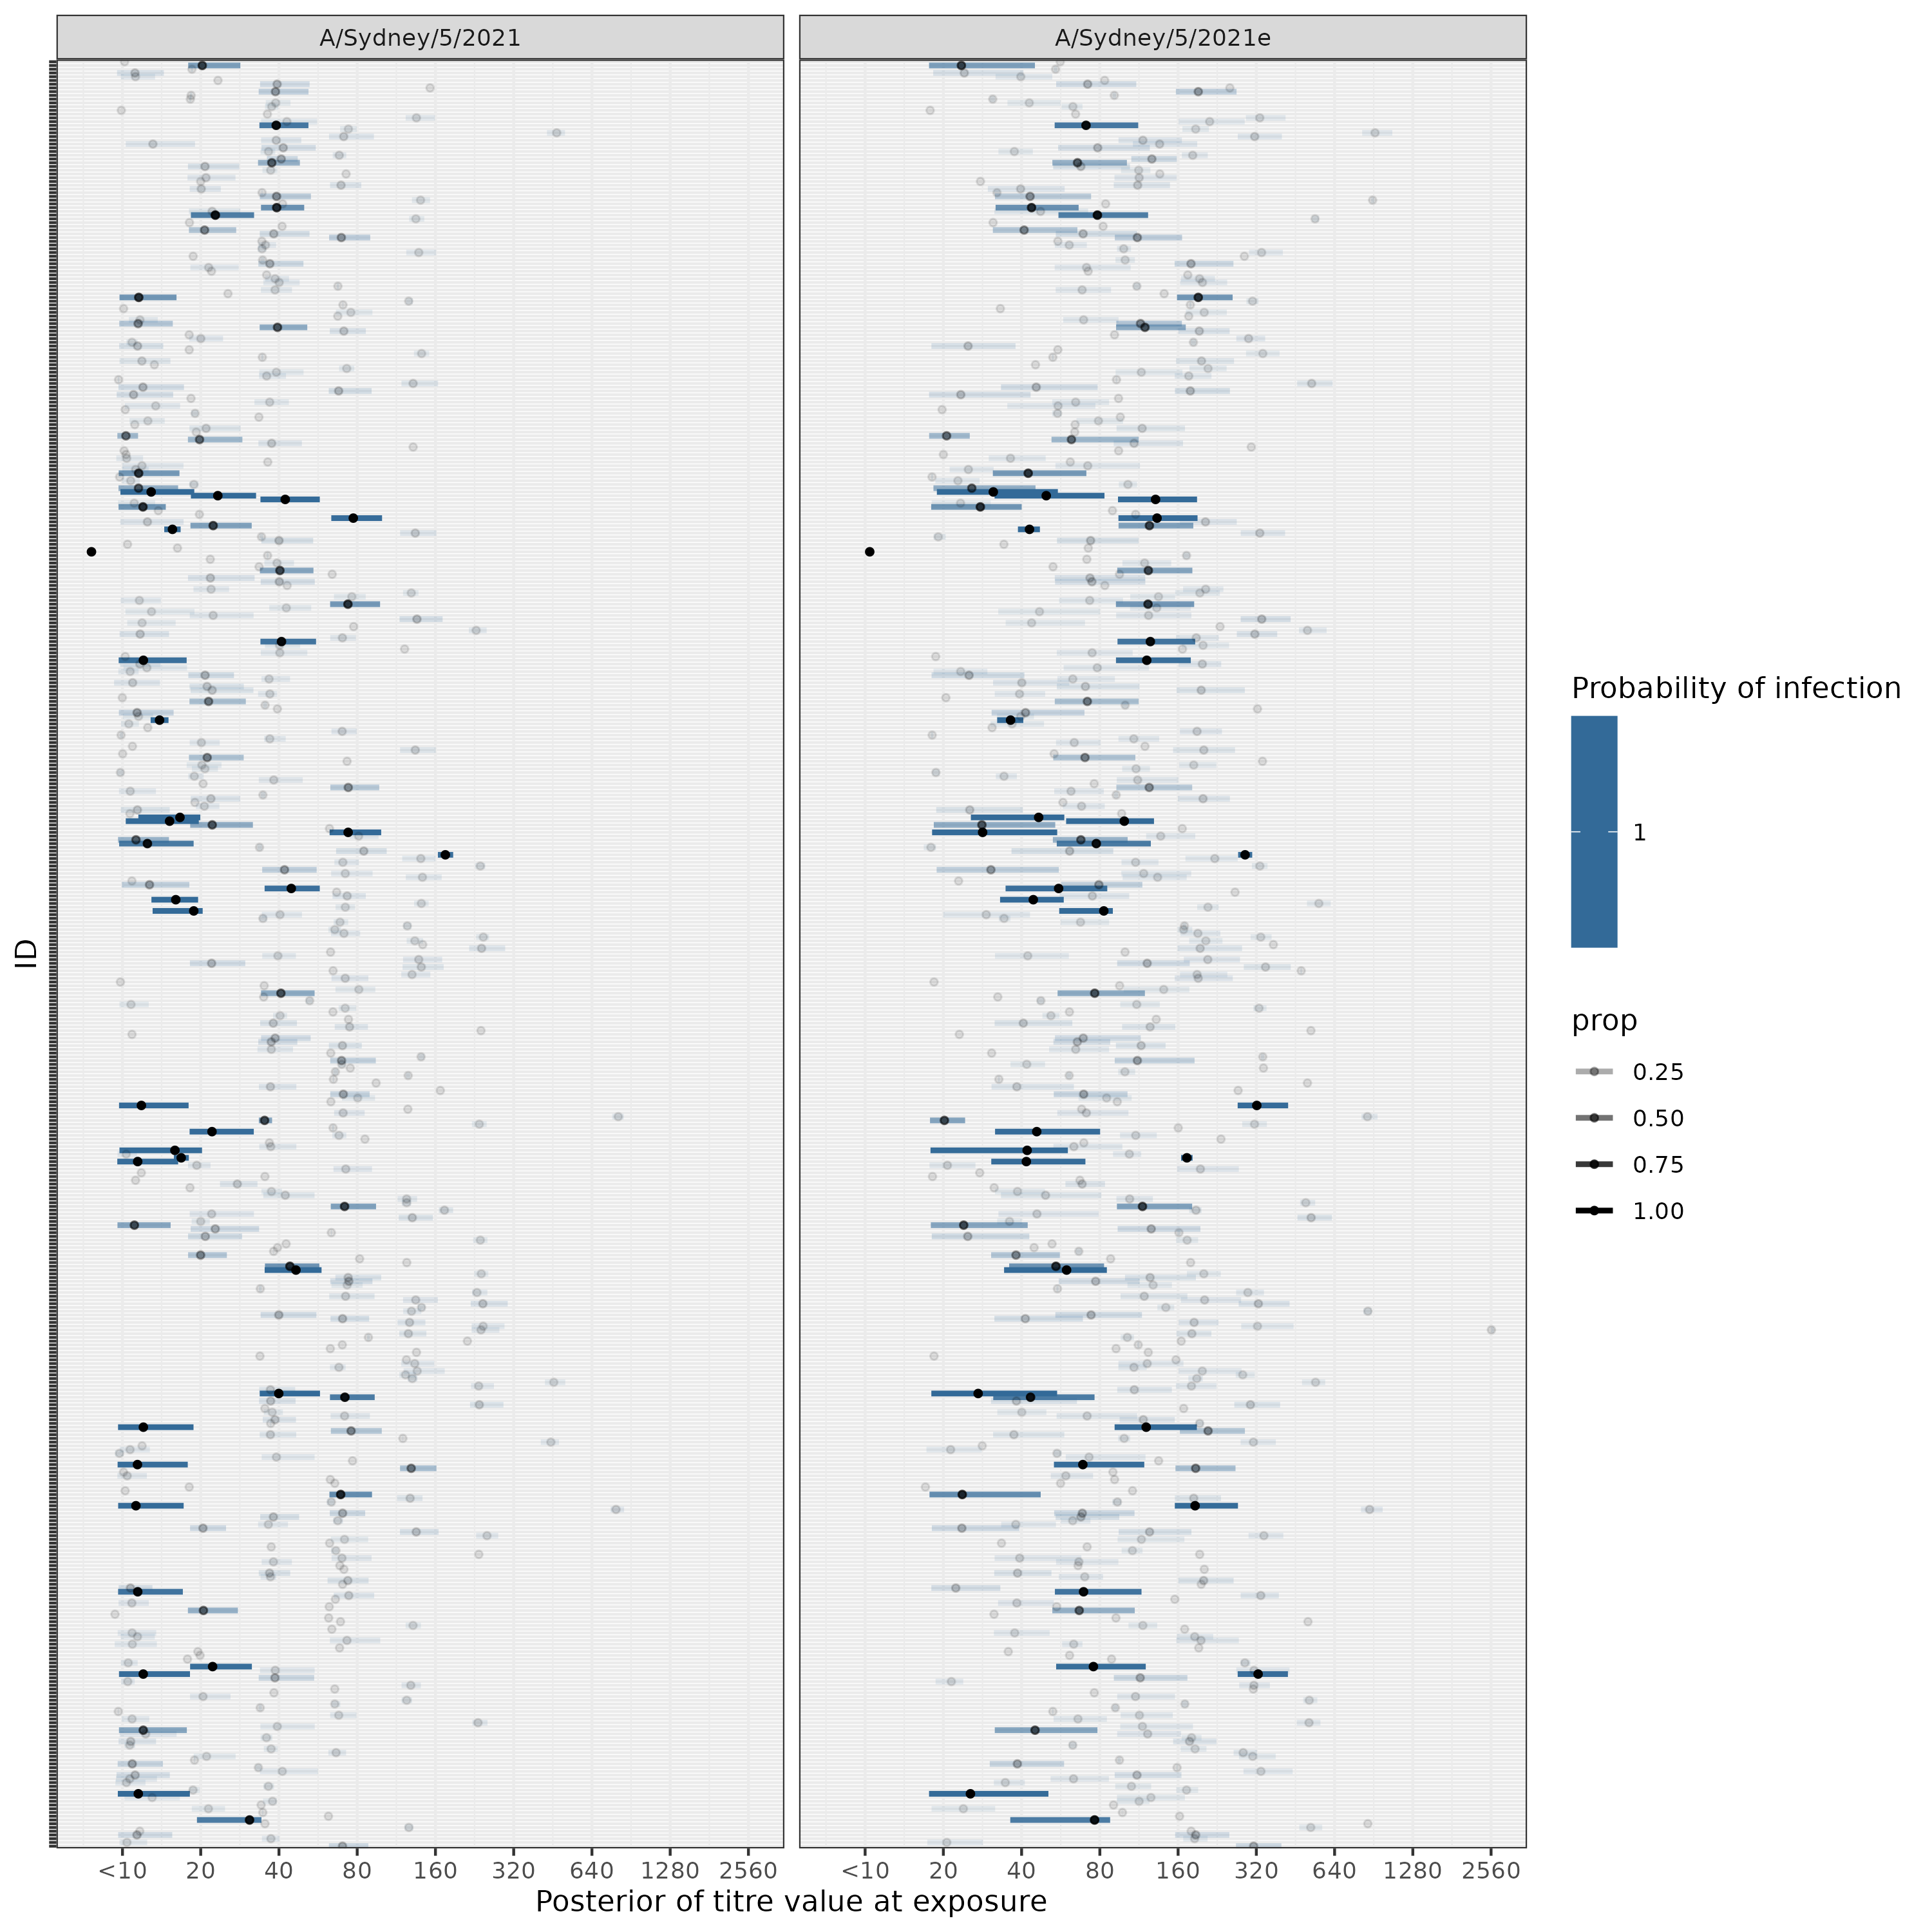 A/Sydney/5/2021
A/Sydney/5/2021e
ID
<10 20 40 80 160 320 640 1280 2560
<10 20 40 80 160 320 640 1280 2560
Posterior of titre value at exposure
Probability of infection
1
prop
0.25
0.50
0.75
1.00